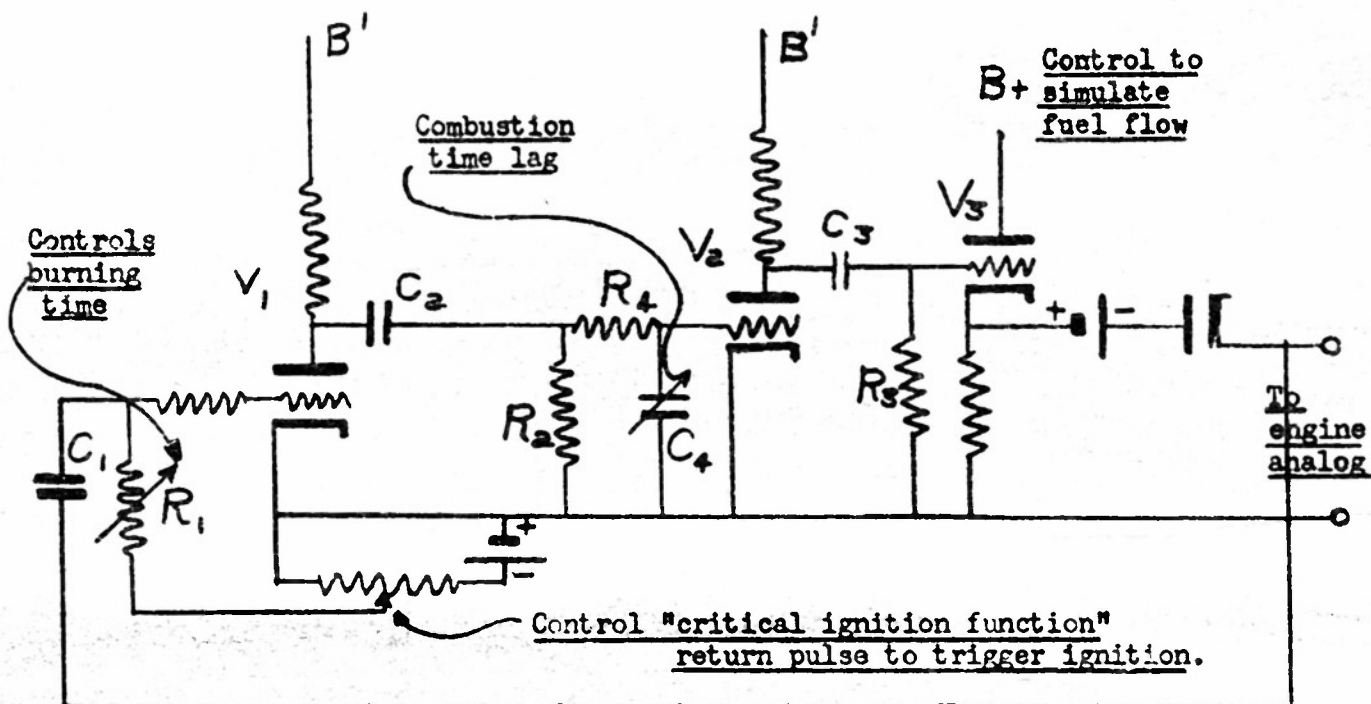 B'
B'
B+
Control to
simulate
fuel flow
Combustion
time lag
Controls
burning
time
V1
C2
R4
V2
C3
V3
+ -
R2
C4
R3
C1
R1
To
engine
analog
+
-
Control "critical ignition function"
return pulse to trigger ignition.